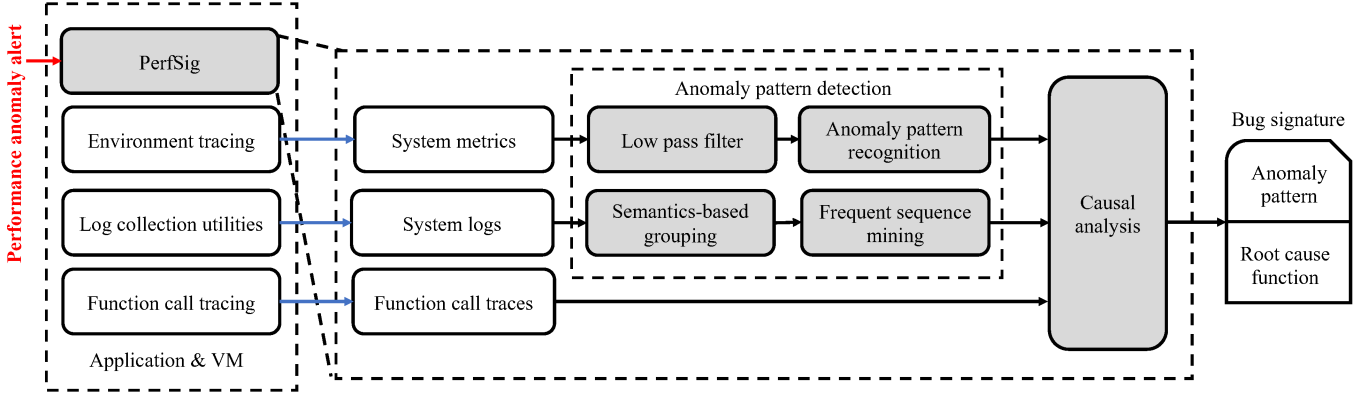 Performance anomaly alert
PerfSig
Environment tracing
Log collection utilities
Function call tracing
Application & VM
System metrics
System logs
Function call traces
Anomaly pattern detection
Low pass filter
Anomaly pattern
recognition
Semantics-based
grouping
Frequent sequence
mining
Causal
analysis
Bug signature
Anomaly
pattern
Root cause
function